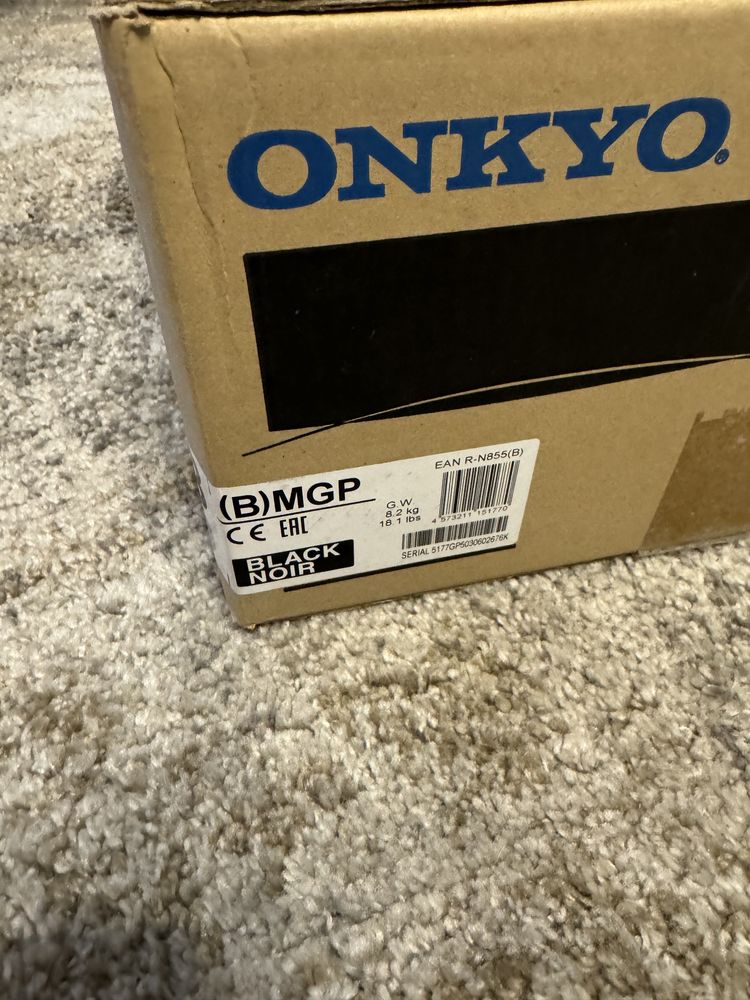 ONKYO®
EAN R-N855(B)
(B)MGP
G.W.
8.2 kg
18.1 lbs
4 573211 151770
CE EAC
SERIAL 5177GP5030602676K
BLACK
NOIR